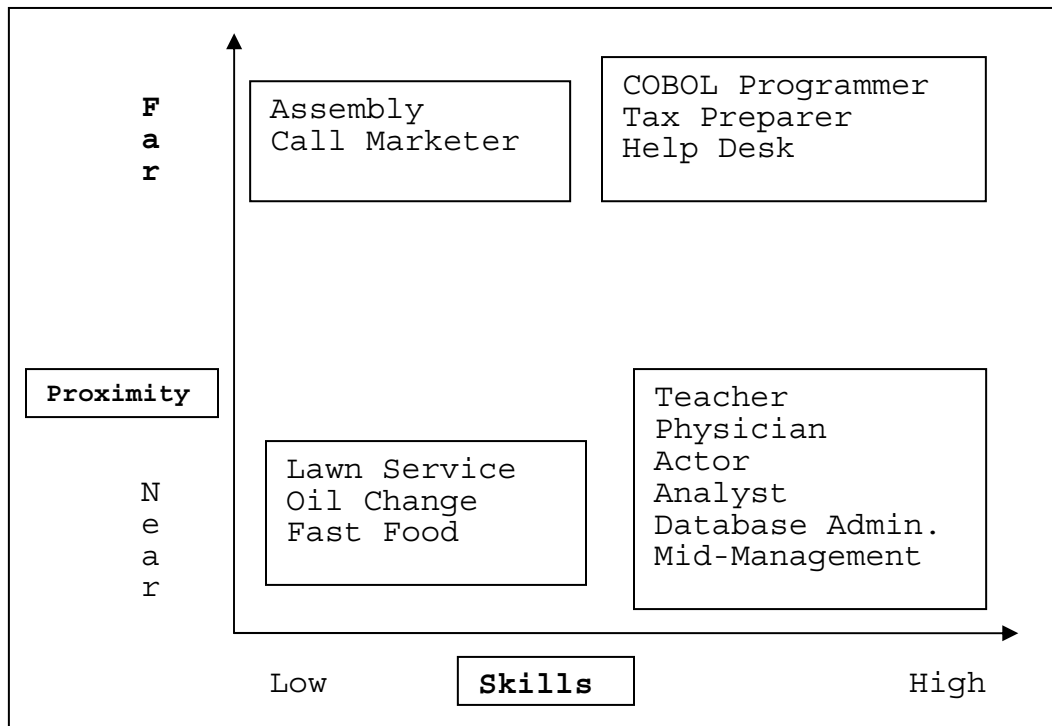 F
a
r
Assembly
Call Marketer
COBOL Programmer
Tax Preparer
Help Desk
Proximity
N
e
a
r
Lawn Service
Oil Change
Fast Food
Teacher
Physician
Actor
Analyst
Database Admin.
Mid-Management
Low
Skills
High